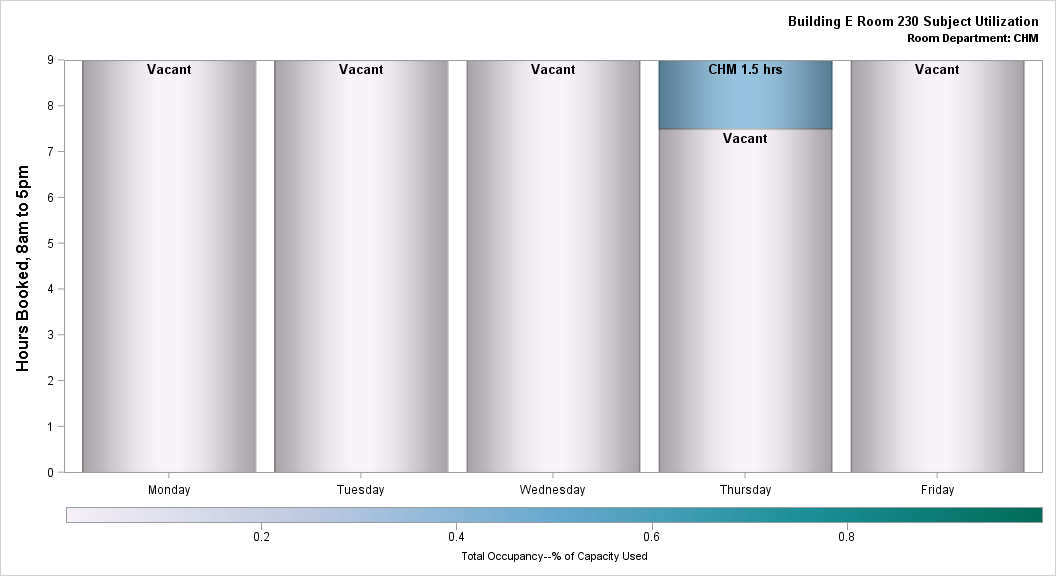 Building E Room 230 Subject Utilization
Room Department: CHM
Hours Booked, 8am to 5pm
9
8
7
6
5
4
3
2
1
0
Vacant
Vacant
Vacant
CHM 1.5 hrs
Vacant
Vacant
Monday
Tuesday
Wednesday
Thursday
Friday
0.2
0.4
0.6
0.8
Total Occupancy--% of Capacity Used